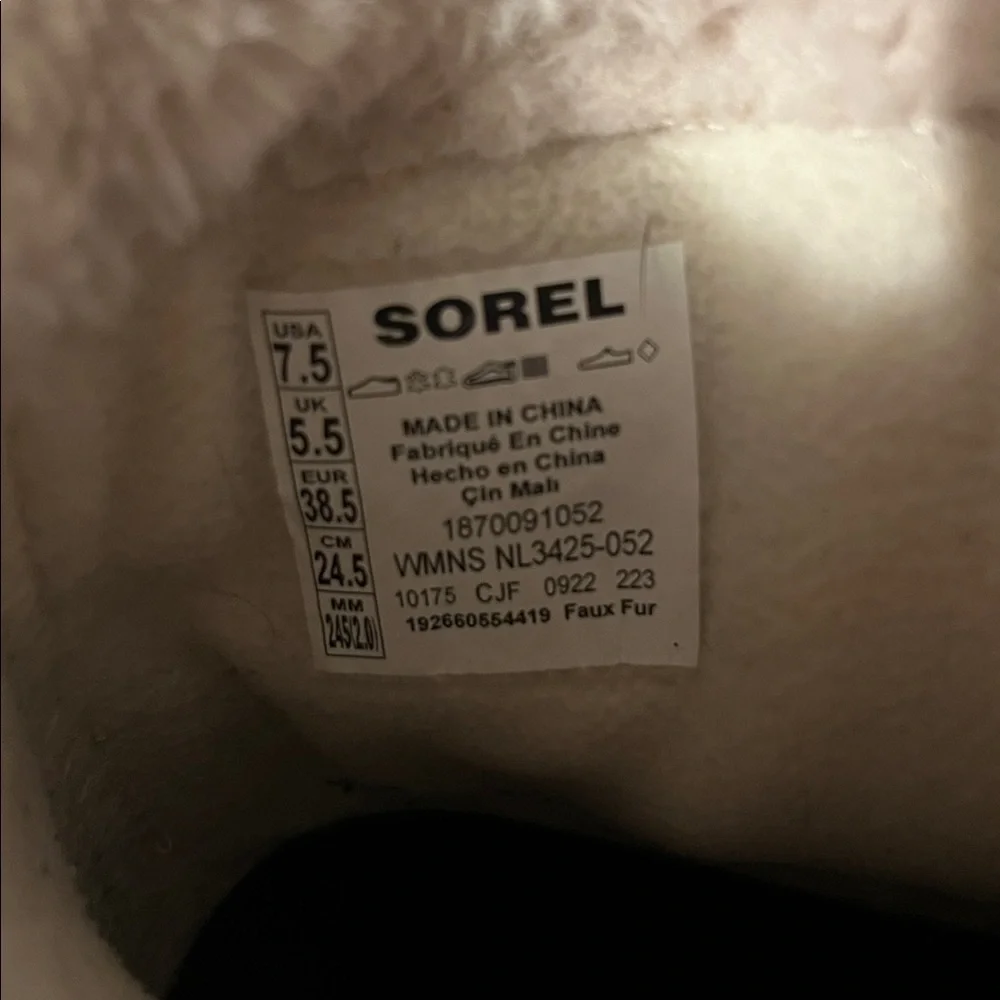 SOREL
USA
7.5
UK
5.5
EUR
38.5
CM
24.5
MM
245(2.0)
MADE IN CHINA
Fabriqué En Chine
Hecho en China
Çin Malı
1870091052
WMNS NL3425-052
10175 CJF 0922 223
192660554419 Faux Fur